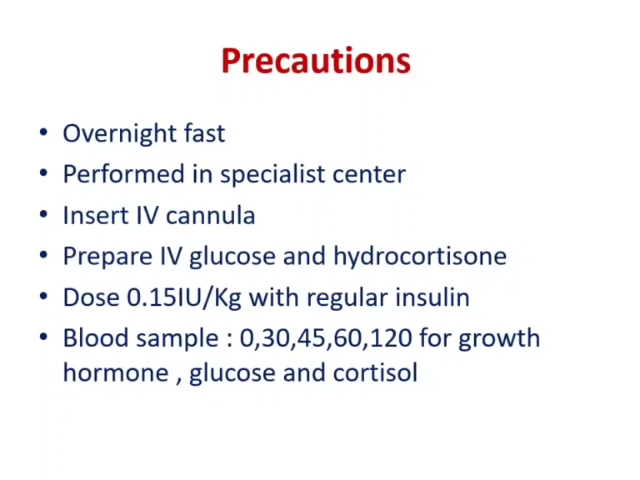 Precautions
• Overnight fast
• Performed in specialist center
• Insert IV cannula
• Prepare IV glucose and hydrocortisone
• Dose 0.15IU/Kg with regular insulin
• Blood sample : 0,30,45,60,120 for growth
hormone , glucose and cortisol